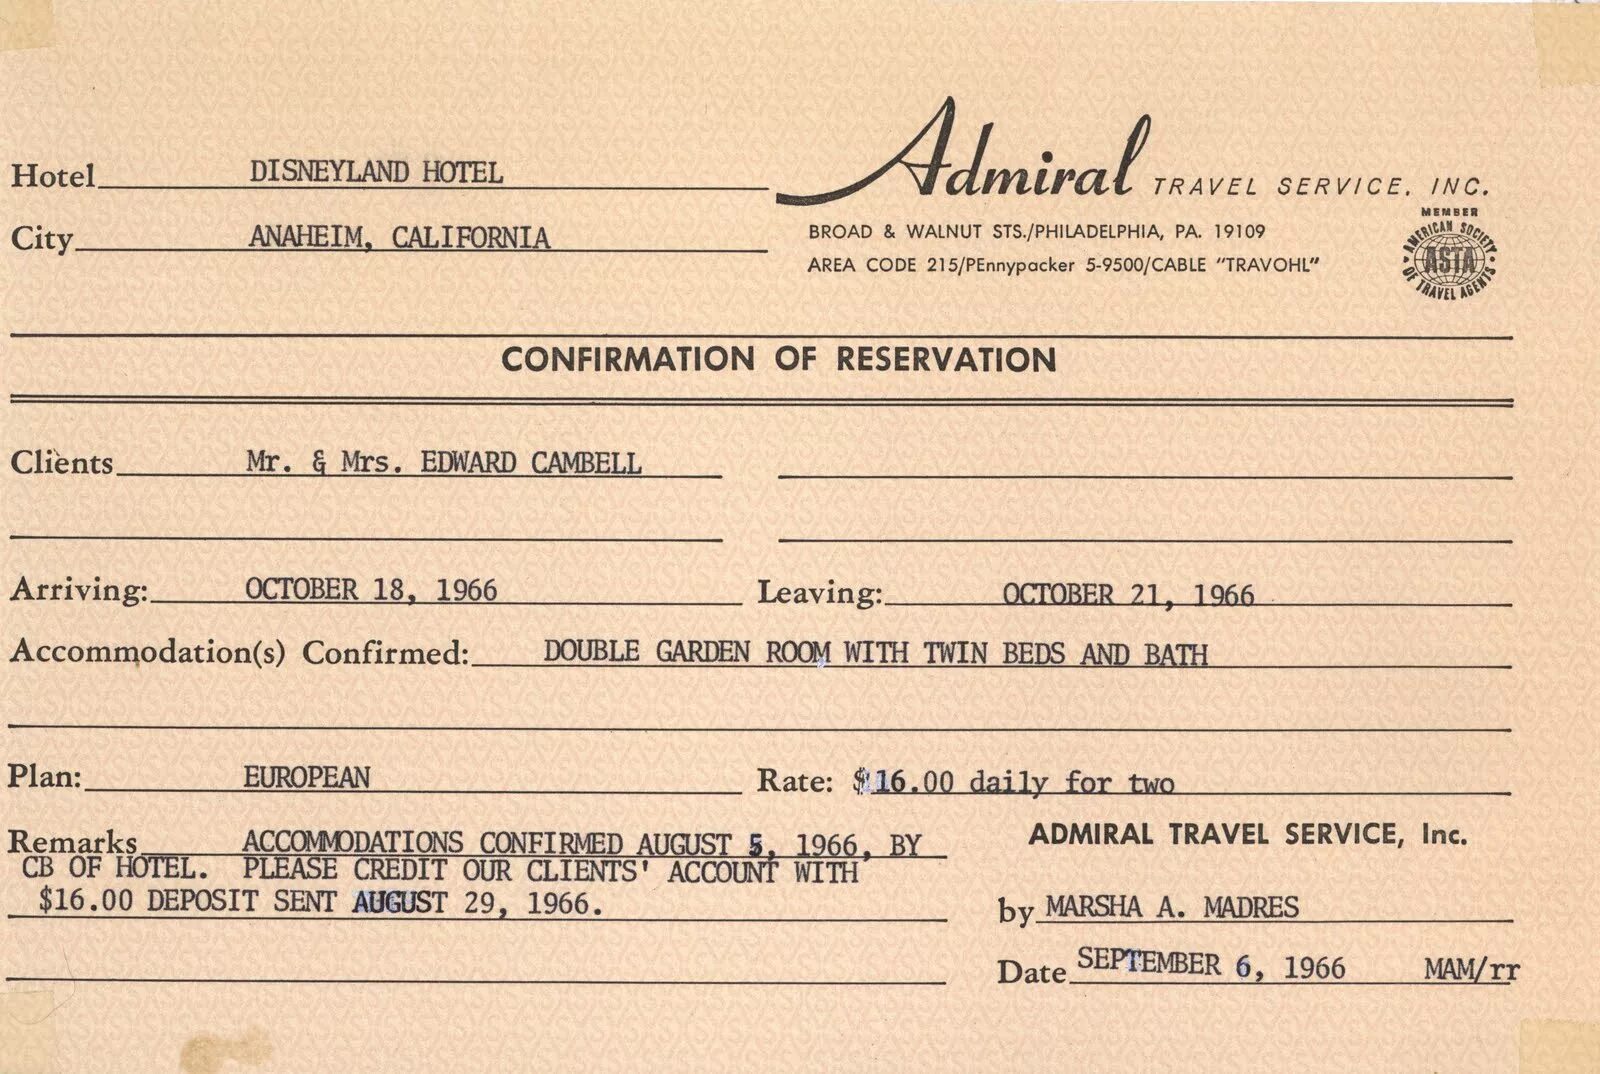 Hotel DISNEYLAND HOTEL
City ANAHEIM, CALIFORNIA
Admiral TRAVEL SERVICE, INC.
BROAD & WALNUT STS./PHILADELPHIA, PA. 19109
AREA CODE 215/PEnnypacker 5-9500/CABLE "TRAVOHL"
MEMBER
AMERICAN SOCIETY
ASTA
OF TRAVEL AGENTS
CONFIRMATION OF RESERVATION
Clients Mr. & Mrs. EDWARD CAMBELL
Arriving: OCTOBER 18, 1966 Leaving: OCTOBER 21, 1966
Accommodation(s) Confirmed: DOUBLE GARDEN ROOM WITH TWIN BEDS AND BATH
Plan: EUROPEAN Rate: $16.00 daily for two
Remarks ACCOMMODATIONS CONFIRMED AUGUST 5, 1966, BY
CB OF HOTEL. PLEASE CREDIT OUR CLIENTS' ACCOUNT WITH
$16.00 DEPOSIT SENT AUGUST 29, 1966.
ADMIRAL TRAVEL SERVICE, Inc.
by MARSHA A. MADRES
Date SEPTEMBER 6, 1966 MAM/rr